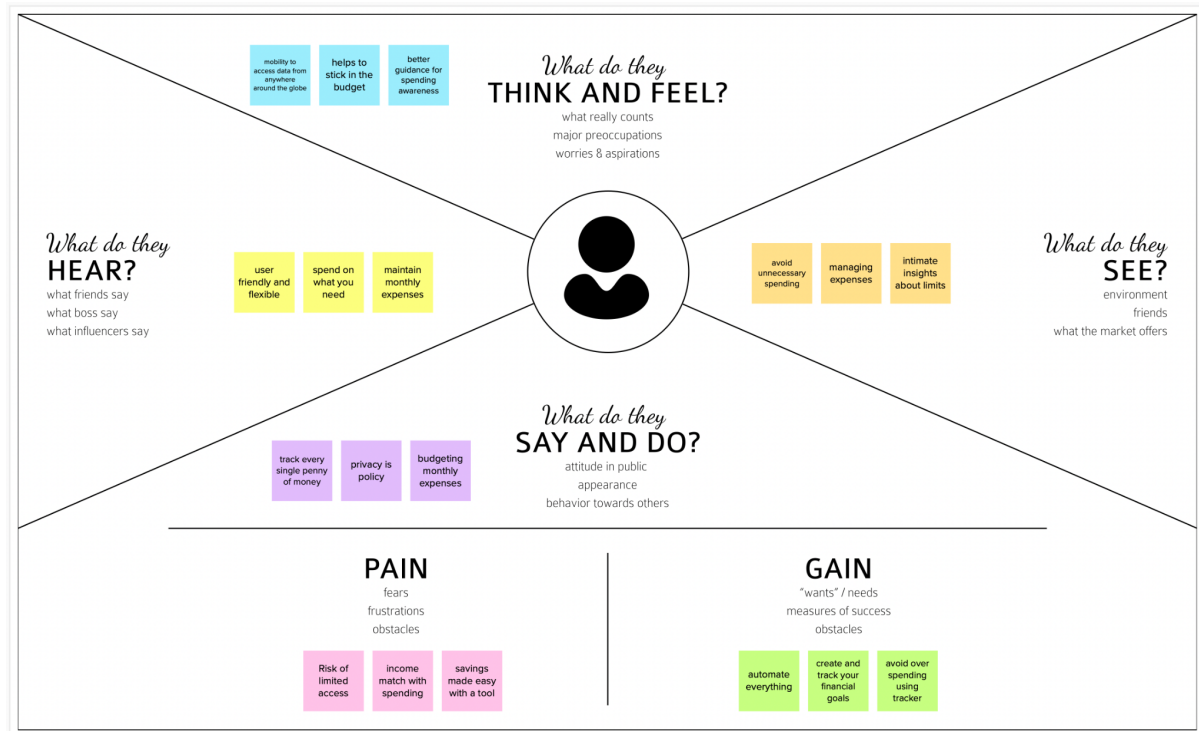 mobility to
access data from
anywhere
around the globe
helps to
stick in the
budget
better
guidance for
spending
awareness
What do they
THINK AND FEEL?
what really counts
major preoccupations
worries & aspirations
What do they
HEAR?
what friends say
what boss say
what influencers say
user
friendly and
flexible
spend on
what you
need
maintain
monthly
expenses
avoid
unnecessary
spending
managing
expenses
intimate
insights
about limits
What do they
SEE?
environment
friends
what the market offers
What do they
SAY AND DO?
attitude in public
appearance
behavior towards others
track every
single penny
of money
privacy is
policy
budgeting
monthly
expenses
PAIN
fears
frustrations
obstacles
Risk of
limited
access
income
match with
spending
savings
made easy
with a tool
GAIN
“wants” / needs
measures of success
obstacles
automate
everything
create and
track your
financial
goals
avoid over
spending
using
tracker